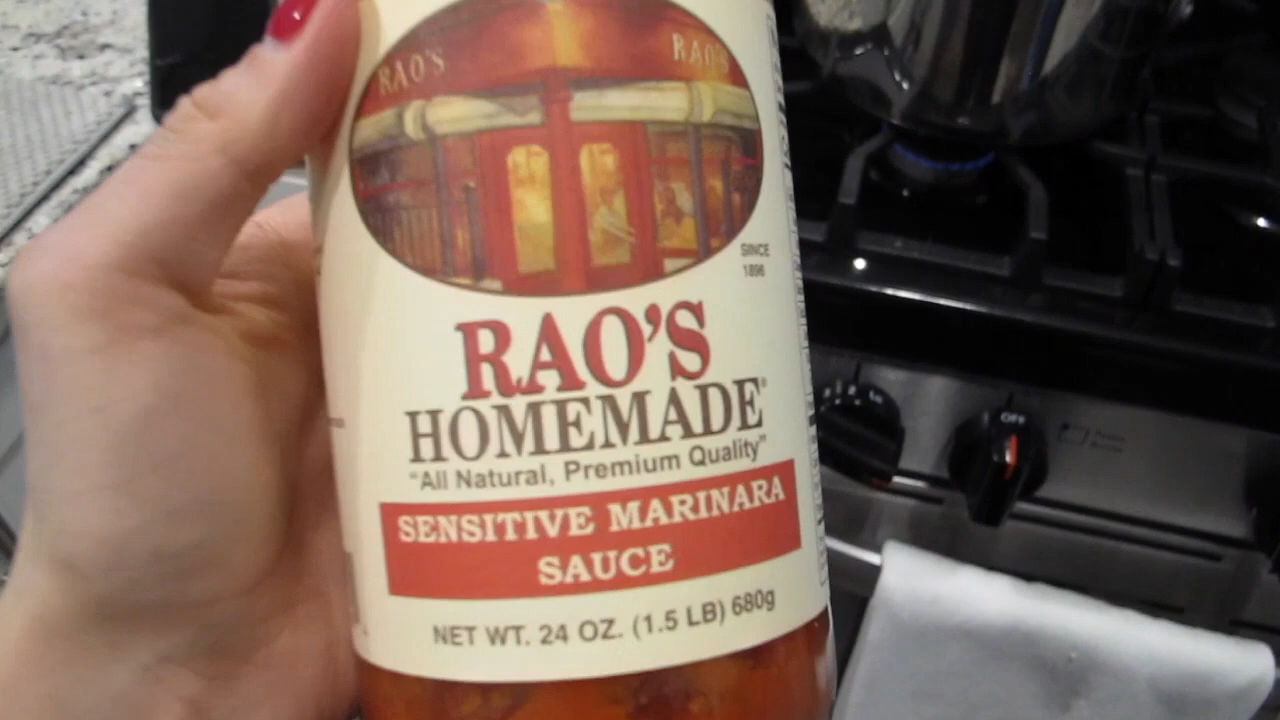 RAO'S RAO'S
SINCE
1896
RAO'S
HOMEMADE®
"All Natural, Premium Quality"
SENSITIVE MARINARA
SAUCE
NET WT. 24 OZ. (1.5 LB) 680g
OFF
Lo